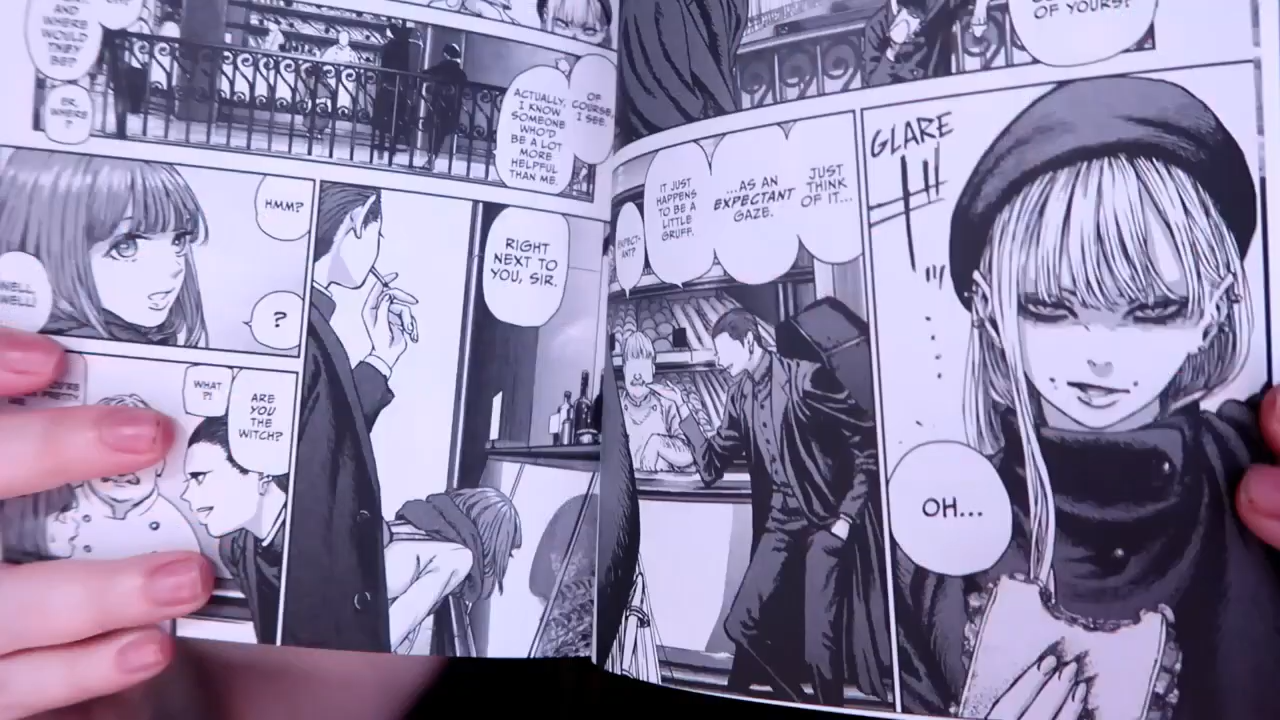 OF YOURS?
GLARE
OH...
JUST
THINK
OF IT...
...AS AN
EXPECTANT
GAZE.
IT JUST
HAPPENS
TO BE A
LITTLE
GRUFF.
EXPECT-
ANT?
OF
COURSE,
I SEE.
ACTUALLY,
I KNOW
SOMEONE
WHO'D
BE A LOT
MORE
HELPFUL
THAN ME.
AND
WHERE
WOULD
THEY
BE?
ER,
WHERE
?
RIGHT
NEXT TO
YOU, SIR.
HMM?
?
WELL
WELL!
ARE
YOU
THE
WITCH?
WHAT
?!